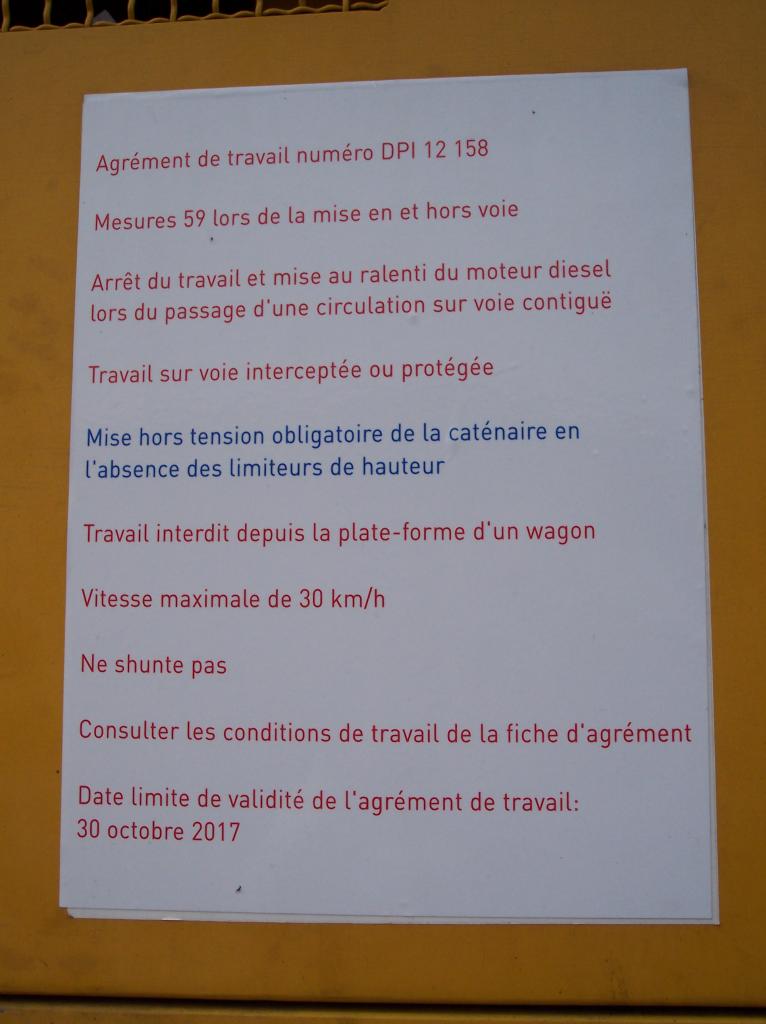 Agrément de travail numéro DPI 12 158
Mesures 59 lors de la mise en et hors voie
Arrêt du travail et mise au ralenti du moteur diesel
lors du passage d'une circulation sur voie contiguë
Travail sur voie interceptée ou protégée
Mise hors tension obligatoire de la caténaire en
l'absence des limiteurs de hauteur
Travail interdit depuis la plate-forme d'un wagon
Vitesse maximale de 30 km/h
Ne shunte pas
Consulter les conditions de travail de la fiche d'agrément
Date limite de validité de l'agrément de travail:
30 octobre 2017